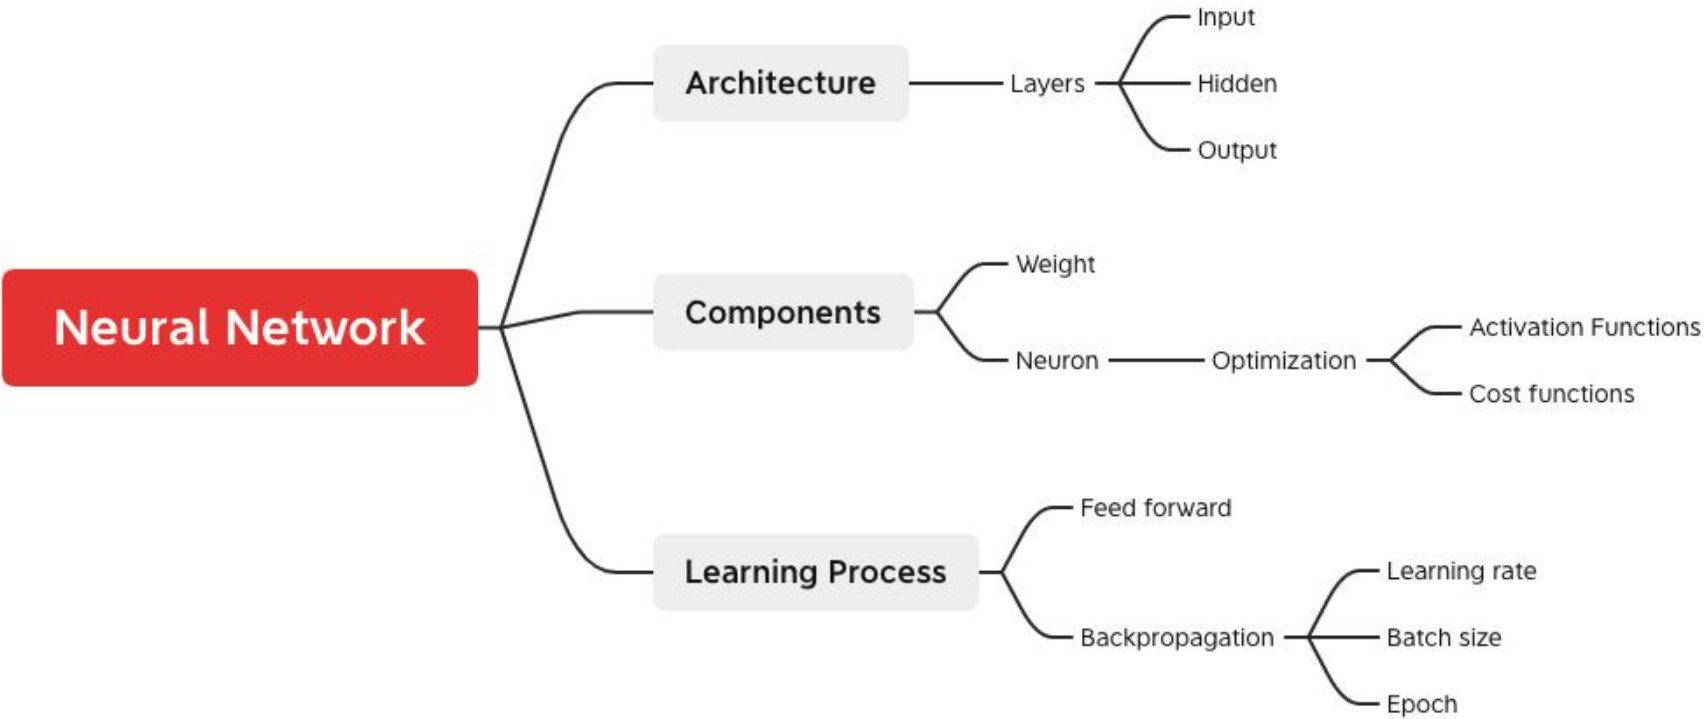 Neural Network
Architecture
Layers
Input
Hidden
Output
Components
Weight
Neuron
Optimization
Activation Functions
Cost functions
Learning Process
Feed forward
Backpropagation
Learning rate
Batch size
Epoch